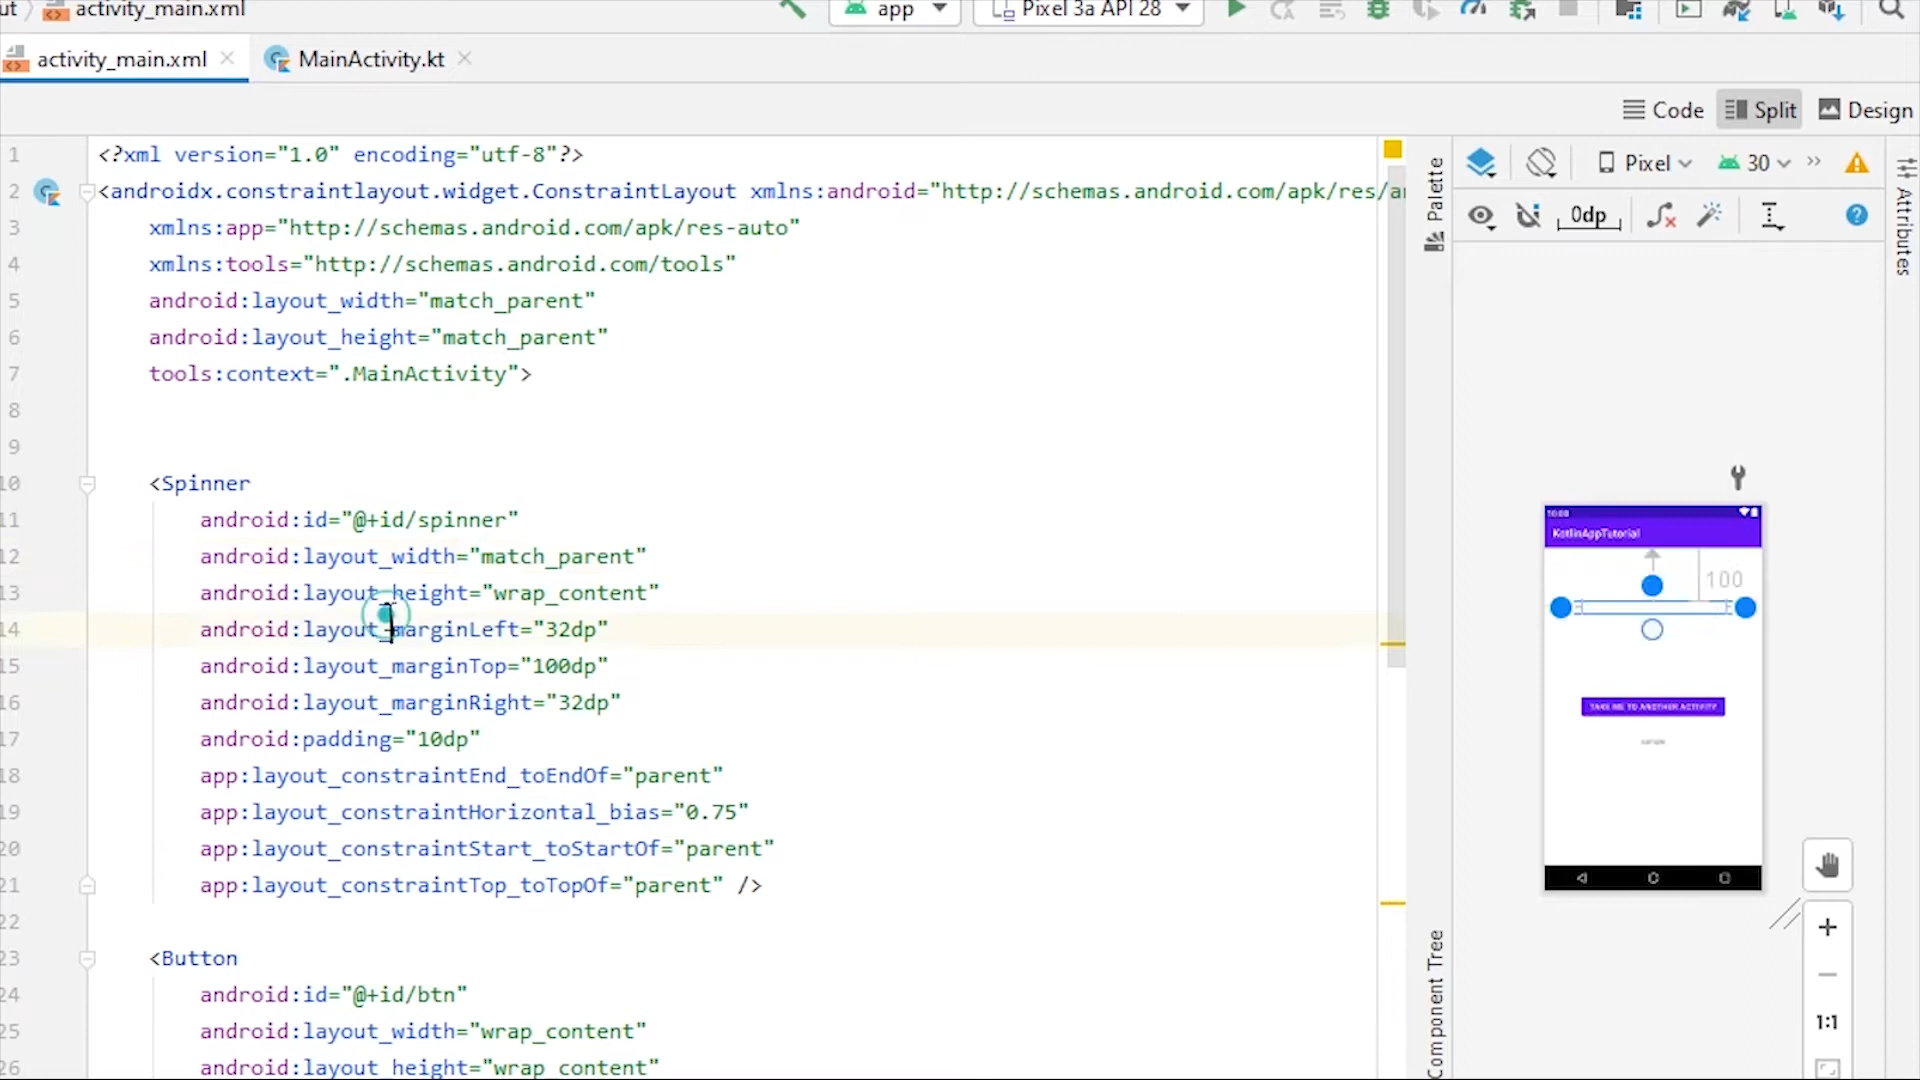 ut
activity_main.xml
app
Pixel 3a API 28
activity_main.xml
MainActivity.kt
Code
Split
Design
1 <?xml version="1.0" encoding="utf-8"?>
2 <androidx.constraintlayout.widget.ConstraintLayout xmlns:android="http://schemas.android.com/apk/res/an
3 xmlns:app="http://schemas.android.com/apk/res-auto"
4 xmlns:tools="http://schemas.android.com/tools"
5 android:layout_width="match_parent"
6 android:layout_height="match_parent"
7 tools:context=".MainActivity">
8
9
10 <Spinner
11 android:id="@+id/spinner"
12 android:layout_width="match_parent"
13 android:layout_height="wrap_content"
14 android:layout_marginLeft="32dp"
15 android:layout_marginTop="100dp"
16 android:layout_marginRight="32dp"
17 android:padding="10dp"
18 app:layout_constraintEnd_toEndOf="parent"
19 app:layout_constraintHorizontal_bias="0.75"
20 app:layout_constraintStart_toStartOf="parent"
21 app:layout_constraintTop_toTopOf="parent" />
22
23 <Button
24 android:id="@+id/btn"
25 android:layout_width="wrap_content"
26 android:layout_height="wrap_content"
Palette
Component Tree
Pixel
30
0dp
Attributes
KotlinAppTutorial
100
TAKE ME TO ANOTHER ACTIVITY
1:1